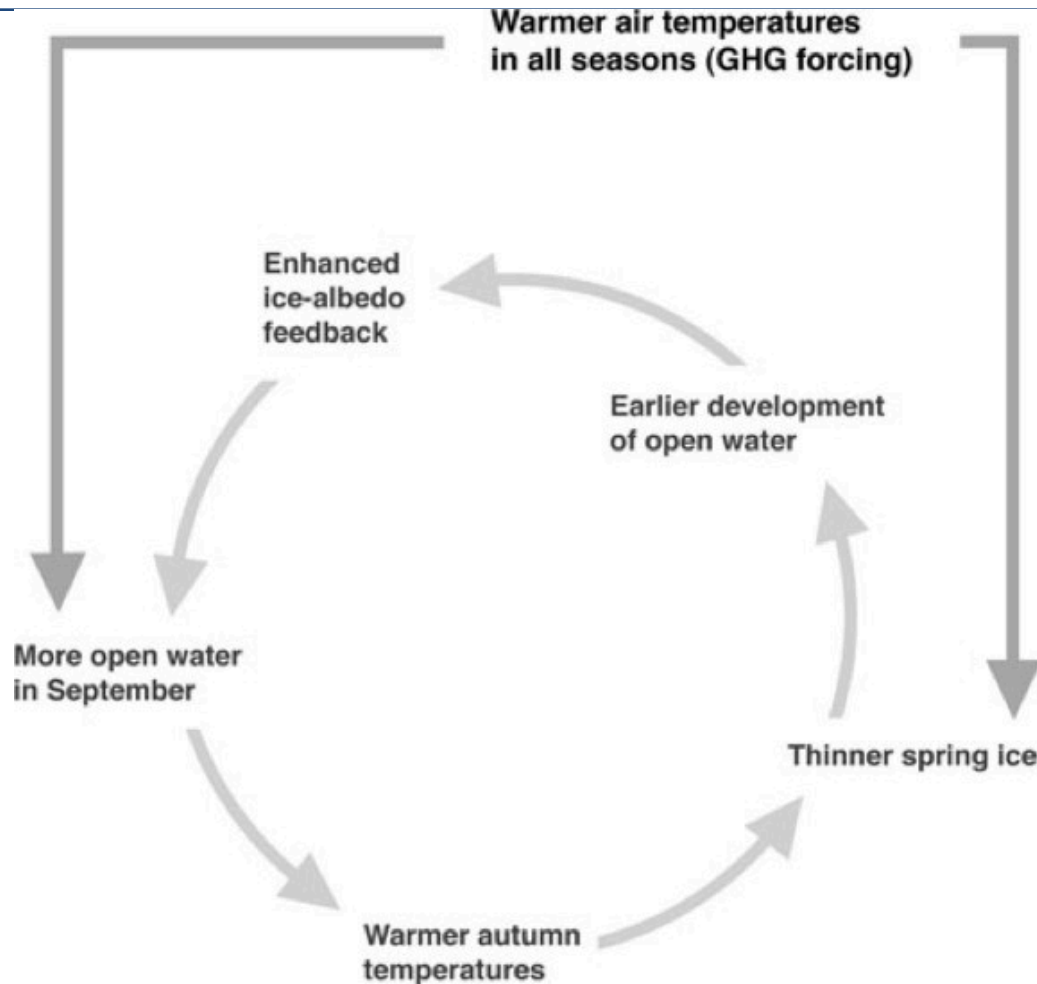 Warmer air temperatures
in all seasons (GHG forcing)
Enhanced
ice-albedo
feedback
Earlier development
of open water
More open water
in September
Thinner spring ice
Warmer autumn
temperatures